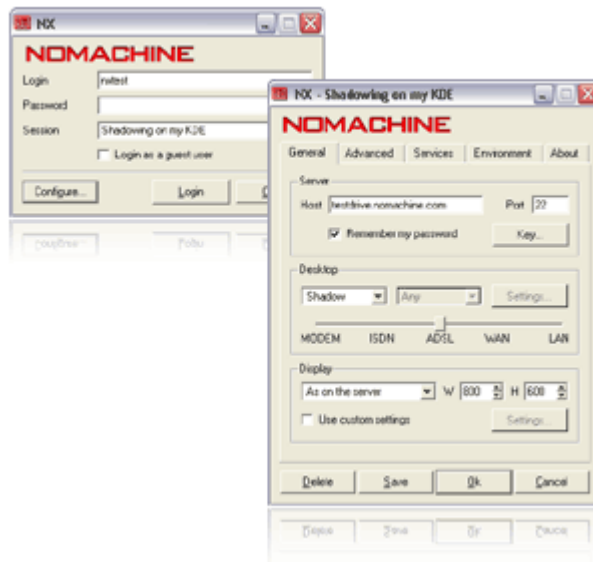 NX
NOMACHINE
Login
Password
Session Shadowing on my KDE
Login as a guest user
Configure... Login
NX - Shadowing on my KDE
NOMACHINE
General Advanced Services Environment About
Server
Host testdrive.nomachine.com Port 22
Remember my password Key...
Desktop
Shadow Any Settings...
MODEM ISDN ADSL WAN LAN
Display
As on the server W 800 H 600
Use custom settings Settings...
Delete Save Ok Cancel